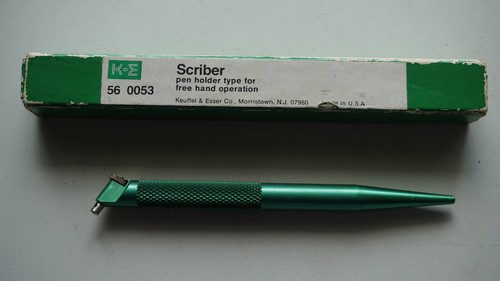 K+E
Scriber
pen holder type for
56 0053 free hand operation
Keuffel & Esser Co., Morristown, N.J. 07960 in U.S.A